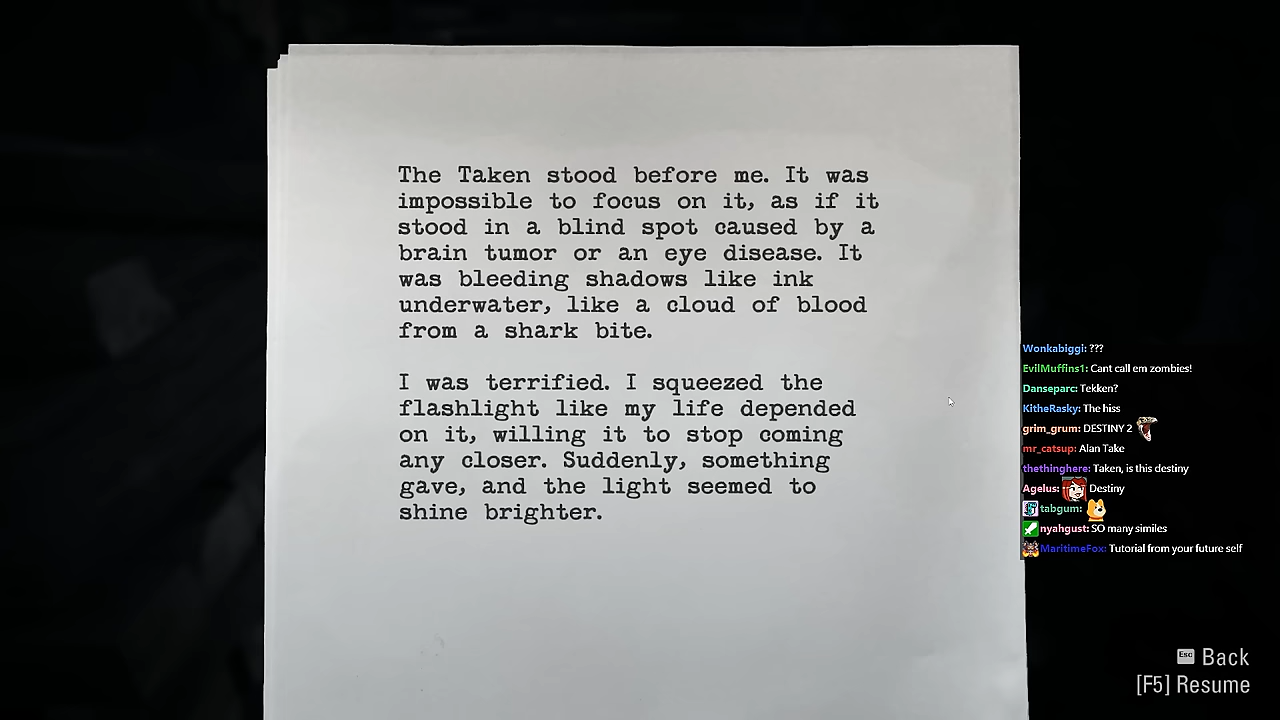 The Taken stood before me. It was
impossible to focus on it, as if it
stood in a blind spot caused by a
brain tumor or an eye disease. It
was bleeding shadows like ink
underwater, like a cloud of blood
from a shark bite.
I was terrified. I squeezed the
flashlight like my life depended
on it, willing it to stop coming
any closer. Suddenly, something
gave, and the light seemed to
shine brighter.
Wonkabiggi: ???
EvilMuffins1: Cant call em zombies!
Danseparc: Tekken?
KitheRasky: The hiss
grim_grum: DESTINY 2
mr_catsup: Alan Take
thethinghere: Taken, is this destiny
Agelus: Destiny
tabgum:
nyahgust: SO many similes
MaritimeFox: Tutorial from your future self
Esc Back
[F5] Resume